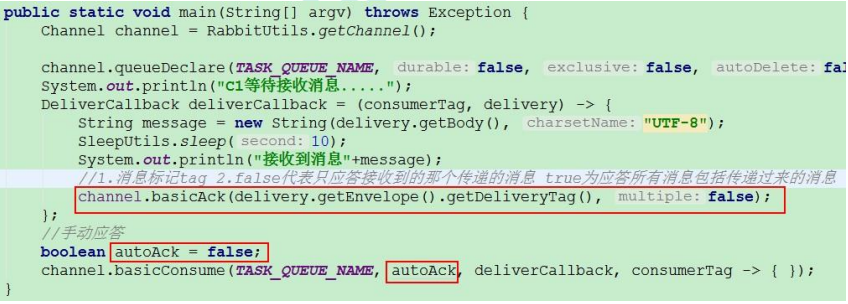 public static void main(String[] argv) throws Exception {
Channel channel = RabbitUtils.getChannel();
channel.queueDeclare(TASK_QUEUE_NAME, durable: false, exclusive: false, autoDelete:
System.out.println("C1等待接收消息.....");
DeliverCallback deliverCallback = (consumerTag, delivery) -> {
String message = new String(delivery.getBody(), charsetName: "UTF-8");
SleepUtils.sleep( second: 10);
System.out.println("接收到消息"+message);
//1.消息标记tag 2.false代表只应答接收到的那个传递的消息 true为应答所有消息包括传递过来的消息
channel.basicAck(delivery.getEnvelope().getDeliveryTag(), multiple: false);
};
//手动应答
boolean autoAck = false;
channel.basicConsume(TASK_QUEUE_NAME, autoAck, deliverCallback, consumerTag -> { });
}